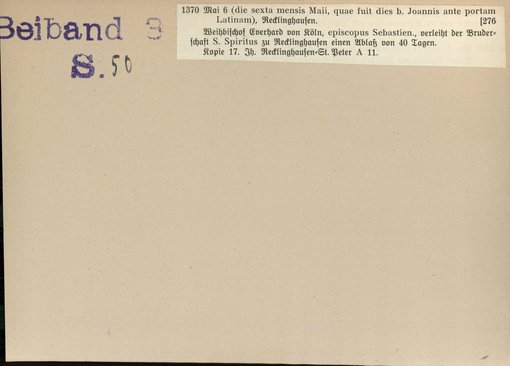 Beiband 3
S. 50
1370 Mai 6 (die sexta mensis Maii, quae fuit dies b. Joannis ante portam
Latinam), Recklinghausen. [276
Weihbischof Everhard von Köln, episcopus Sebastien., verleiht der Bruder-
schaft S. Spiritus zu Recklinghausen einen Ablaß von 40 Tagen.
Kopie 17. Jh. Recklinghausen-St. Peter A 11.